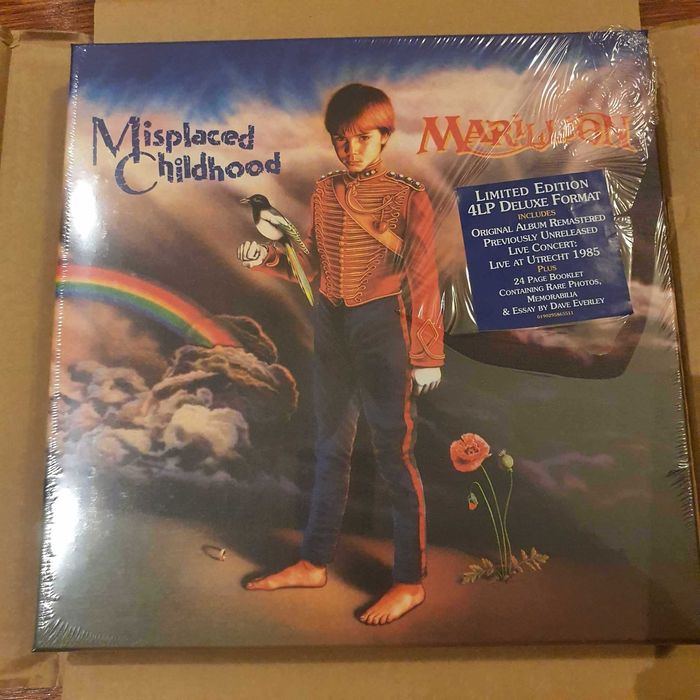 Misplaced
Childhood
MARILLION
LIMITED EDITION
4LP DELUXE FORMAT
INCLUDES
ORIGINAL ALBUM REMASTERED
PREVIOUSLY UNRELEASED
LIVE CONCERT:
LIVE AT UTRECHT 1985
PLUS
24 PAGE BOOKLET
CONTAINING RARE PHOTOS,
MEMORABILIA
& ESSAY BY DAVE EVERLEY
0190295863511